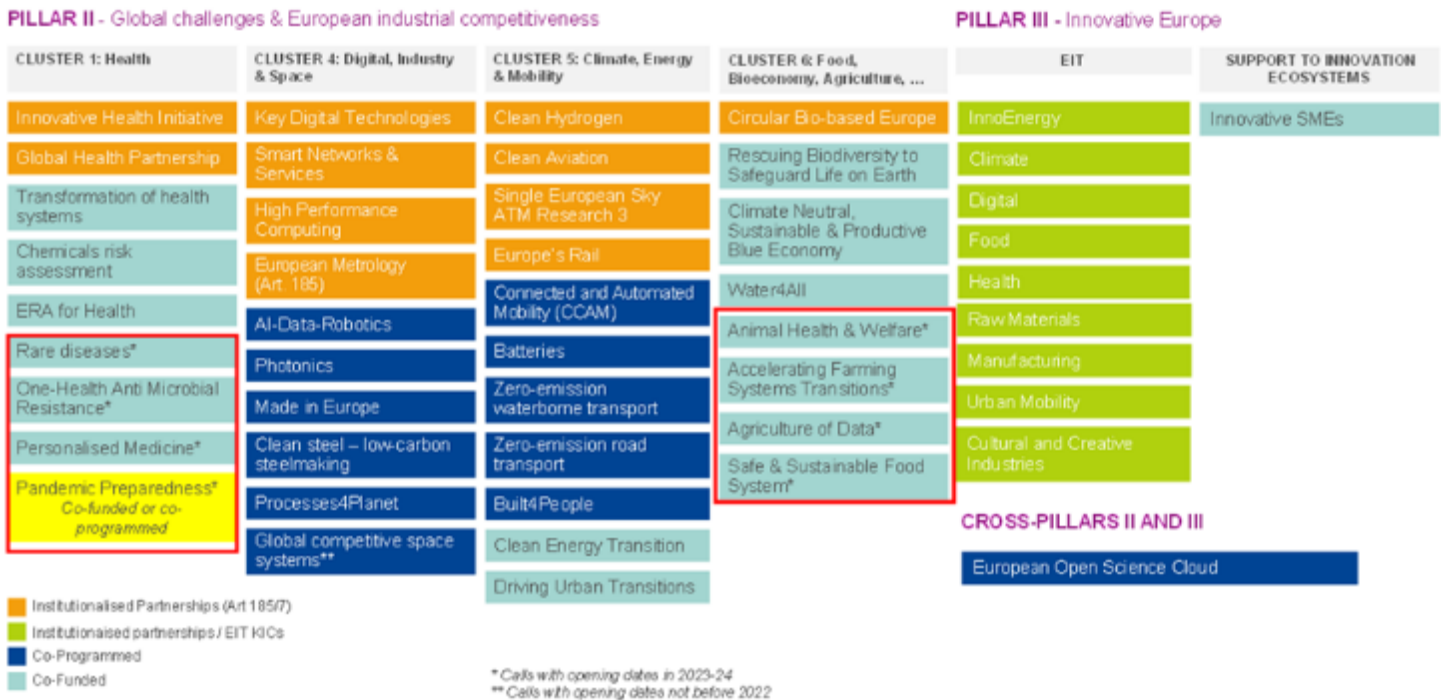 PILLAR II - Global challenges & European industrial competitiveness
PILLAR III - Innovative Europe
CLUSTER 1: Health
CLUSTER 4: Digital, Industry
& Space
CLUSTER 5: Climate, Energy
& Mobility
CLUSTER 6: Food,
Bioeconomy, Agriculture, ...
EIT
SUPPORT TO INNOVATION
ECOSYSTEMS
Innovative Health Initiative
Global Health Partnership
Transformation of health
systems
Chemicals risk
assessment
ERA for Health
Rare diseases*
One-Health Anti Microbial
Resistance*
Personalised Medicine*
Pandemic Preparedness*
Co-funded or co-
programmed
Key Digital Technologies
Smart Networks &
Services
High Performance
Computing
European Metrology
(Art. 185)
AI-Data-Robotics
Photonics
Made in Europe
Clean steel – low-carbon
steelmaking
Processes4Planet
Global competitive space
systems**
Clean Hydrogen
Clean Aviation
Single European Sky
ATM Research 3
Europe's Rail
Connected and Automated
Mobility (CCAM)
Batteries
Zero-emission
waterborne transport
Zero-emission road
transport
Built4People
Clean Energy Transition
Driving Urban Transitions
Circular Bio-based Europe
Rescuing Biodiversity to
Safeguard Life on Earth
Climate Neutral,
Sustainable & Productive
Blue Economy
Water4All
Animal Health & Welfare*
Accelerating Farming
Systems Transitions*
Agriculture of Data*
Safe & Sustainable Food
System*
InnoEnergy
Climate
Digital
Food
Health
Raw Materials
Manufacturing
Urban Mobility
Cultural and Creative
Industries
Innovative SMEs
CROSS-PILLARS II AND III
European Open Science Cloud
Institutionalised Partnerships (Art 185/7)
Institutionaised partnerships / EIT KICs
Co-Programmed
Co-Funded
* Calls with opening dates in 2023-24
** Calls with opening dates not before 2022